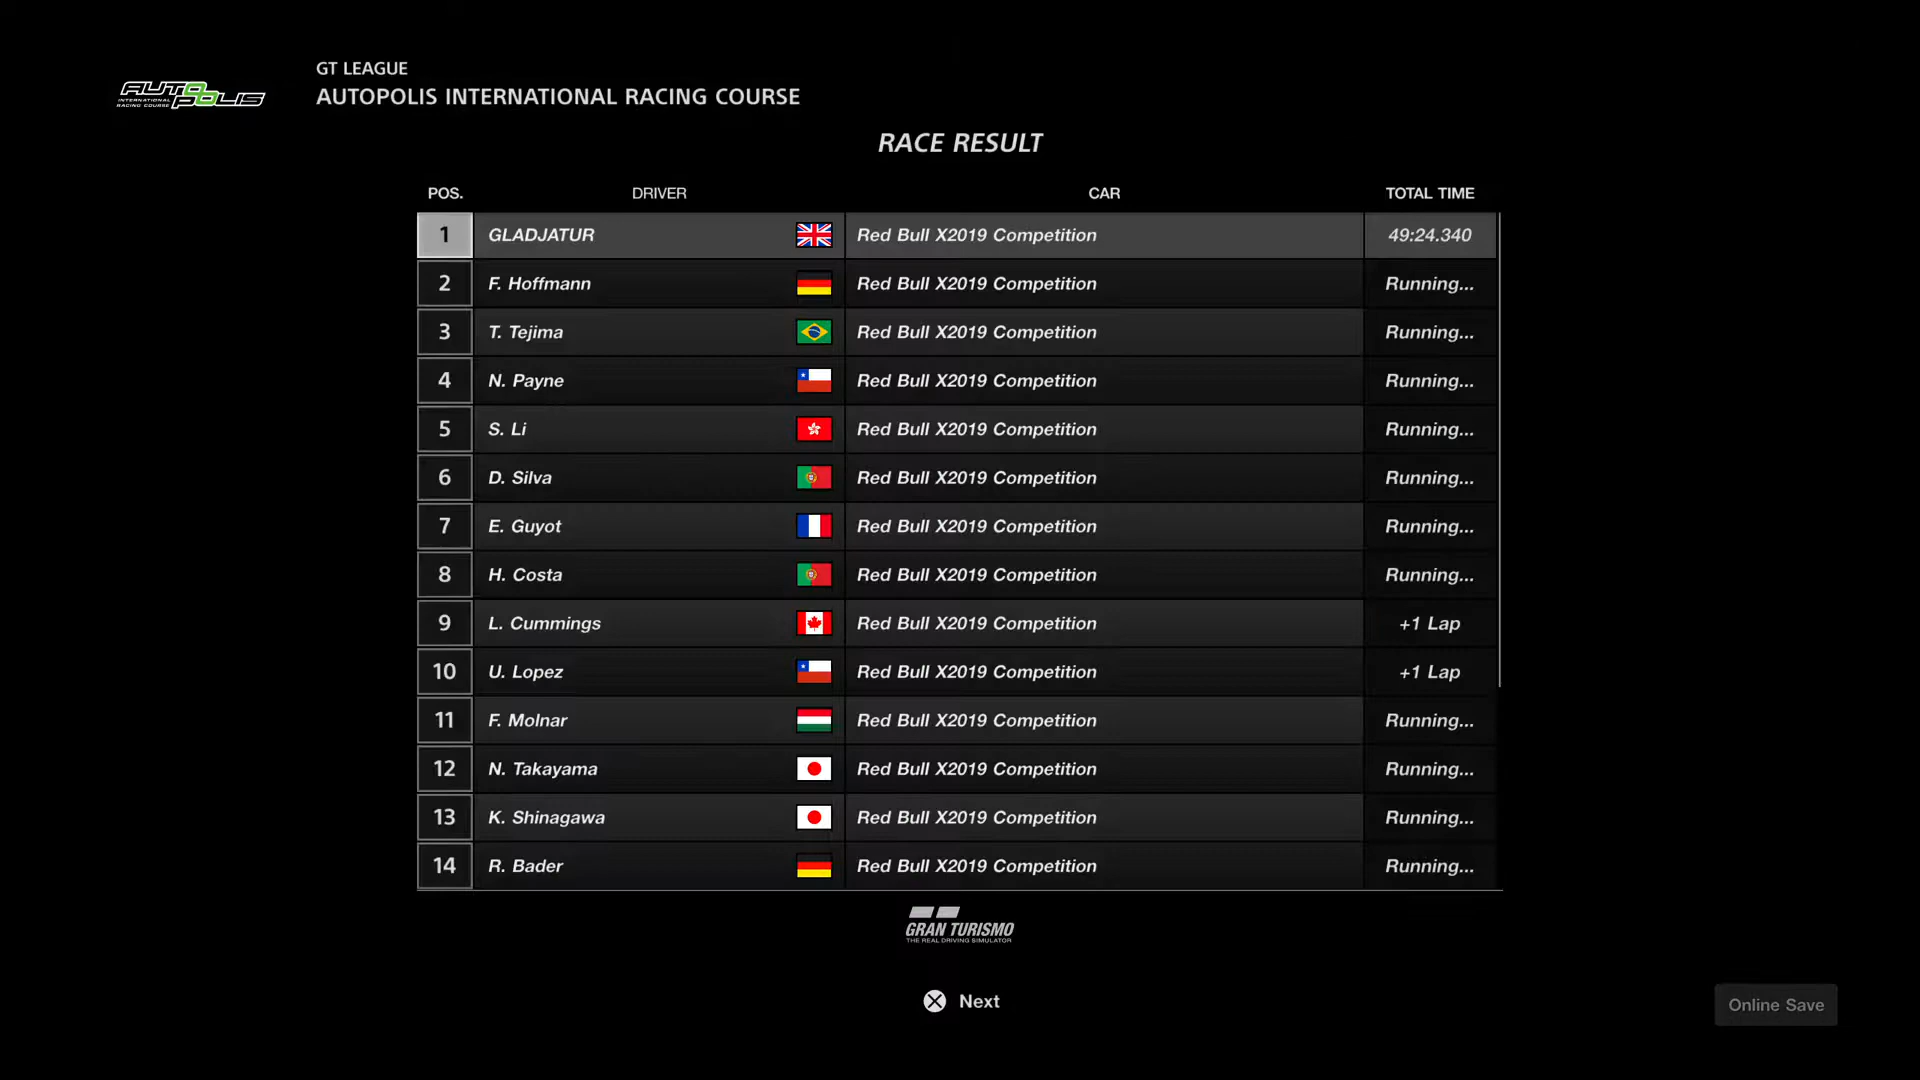 AUTOPOLIS
INTERNATIONAL
RACING COURSE
GT LEAGUE
AUTOPOLIS INTERNATIONAL RACING COURSE
RACE RESULT
POS. DRIVER CAR TOTAL TIME
1 GLADJATUR Red Bull X2019 Competition 49:24.340
2 F. Hoffmann Red Bull X2019 Competition Running...
3 T. Tejima Red Bull X2019 Competition Running...
4 N. Payne Red Bull X2019 Competition Running...
5 S. Li Red Bull X2019 Competition Running...
6 D. Silva Red Bull X2019 Competition Running...
7 E. Guyot Red Bull X2019 Competition Running...
8 H. Costa Red Bull X2019 Competition Running...
9 L. Cummings Red Bull X2019 Competition +1 Lap
10 U. Lopez Red Bull X2019 Competition +1 Lap
11 F. Molnar Red Bull X2019 Competition Running...
12 N. Takayama Red Bull X2019 Competition Running...
13 K. Shinagawa Red Bull X2019 Competition Running...
14 R. Bader Red Bull X2019 Competition Running...
GRAN TURISMO
THE REAL DRIVING SIMULATOR
Next
Online Save